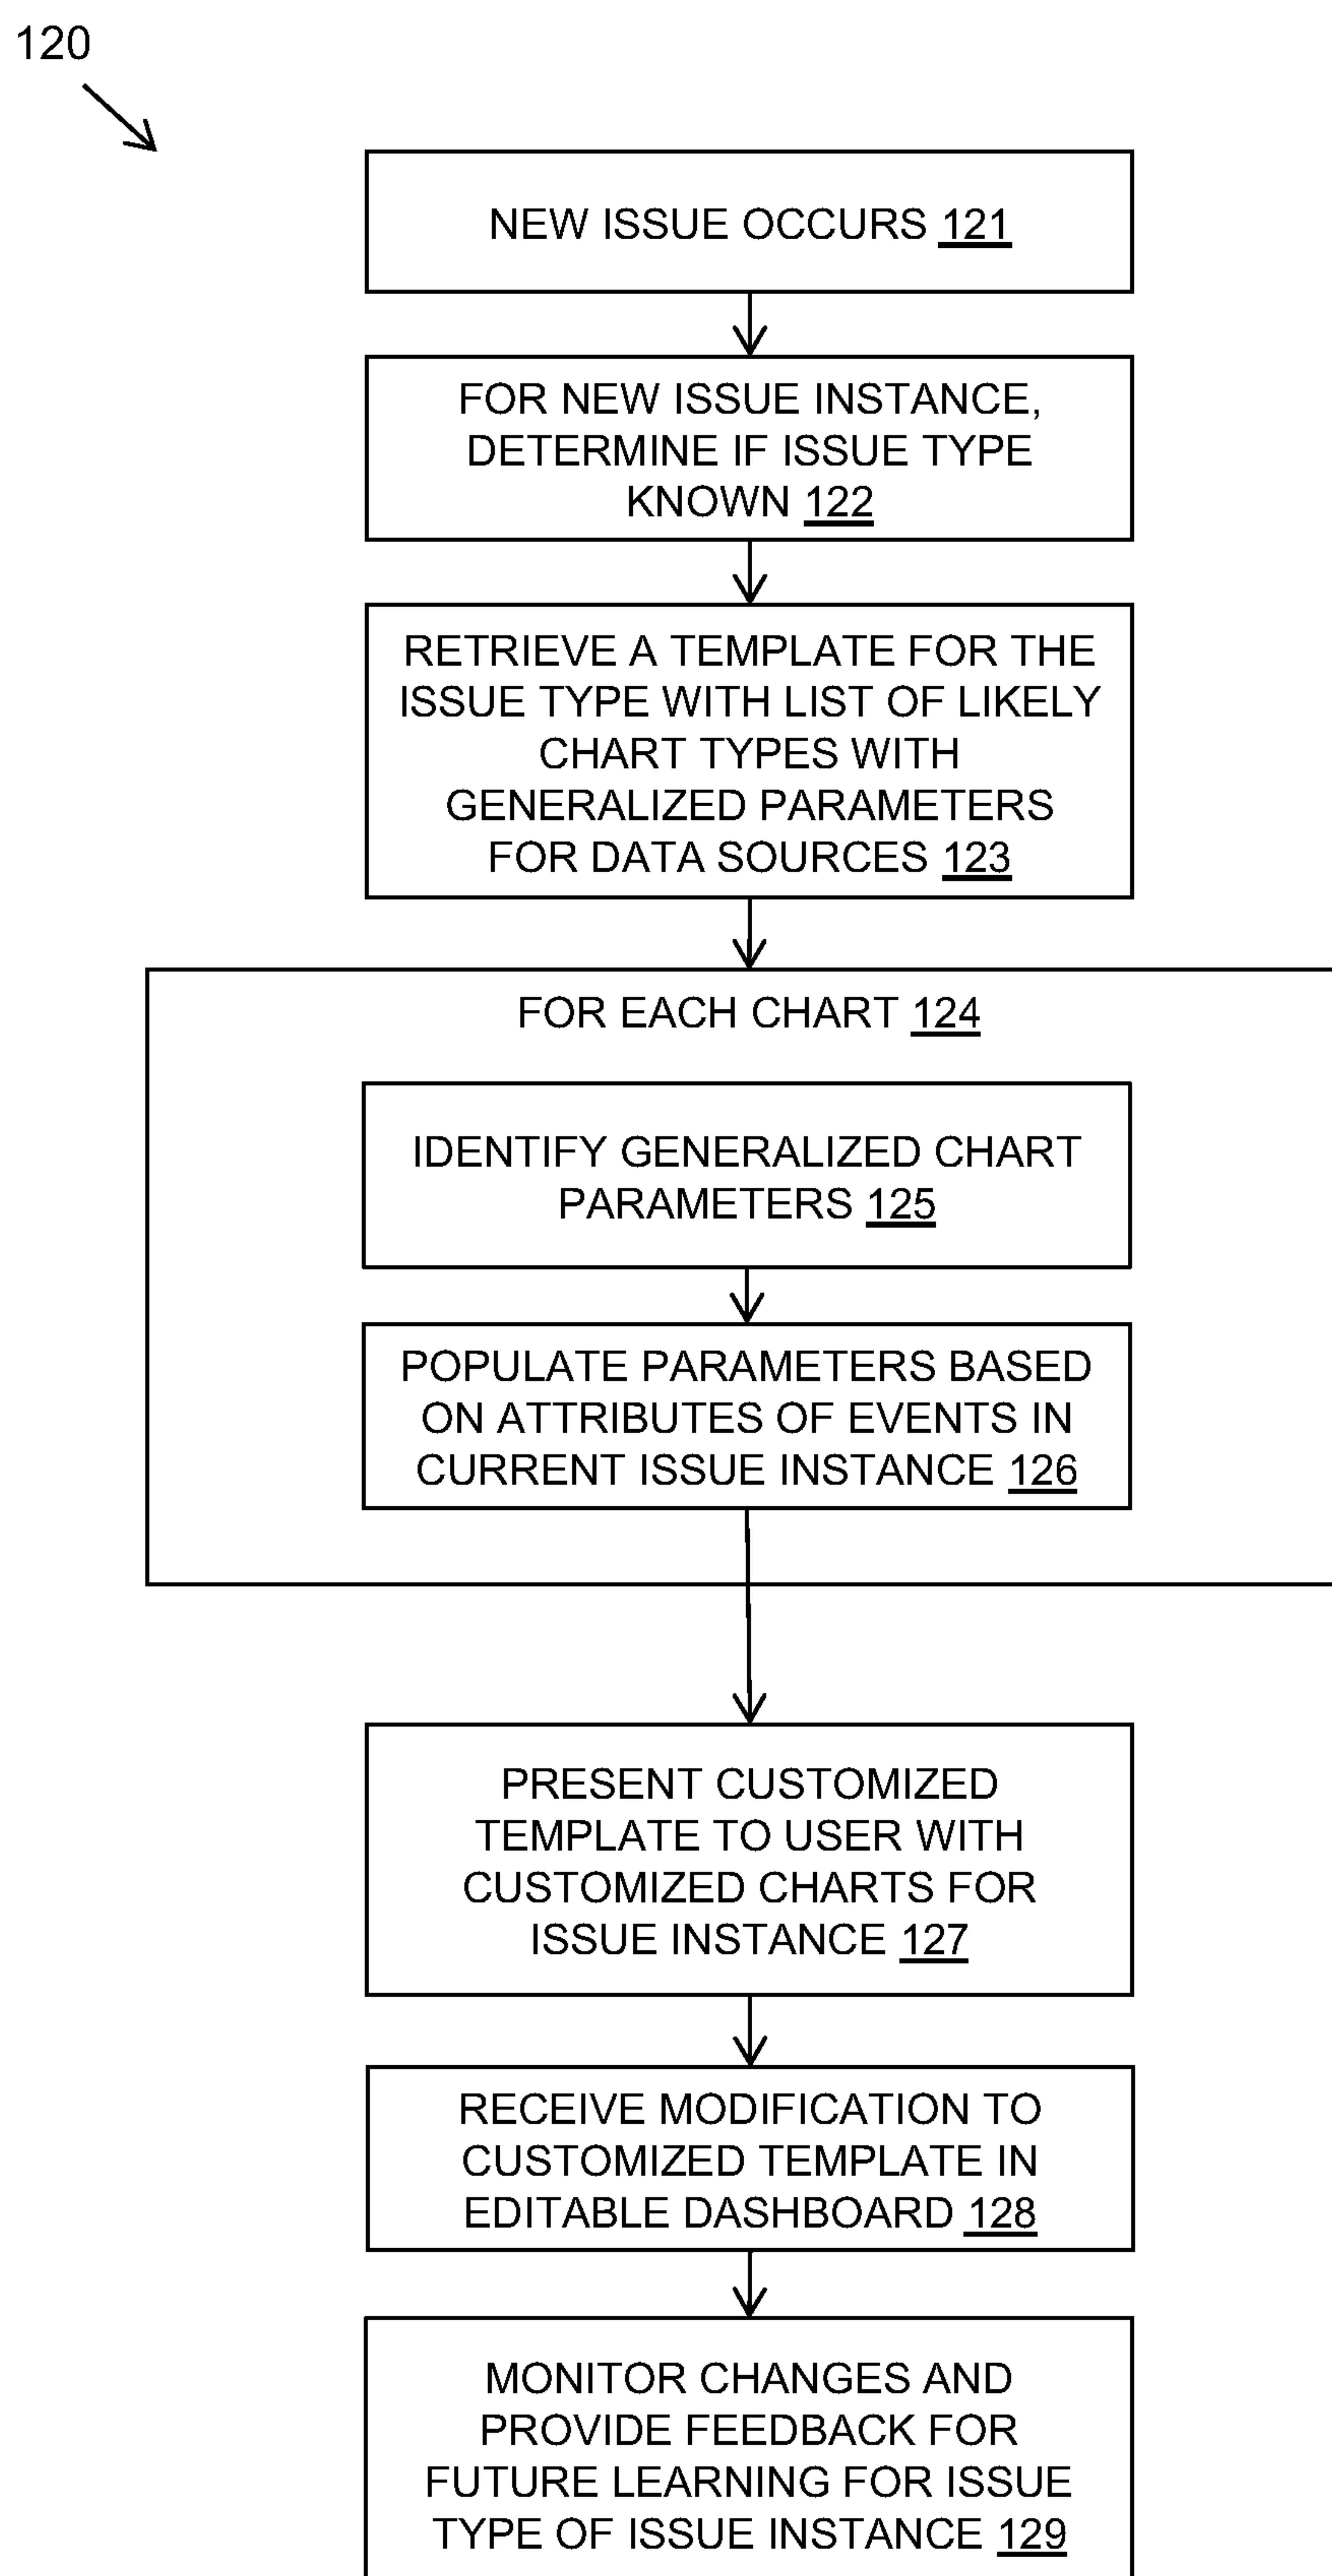 120
NEW ISSUE OCCURS 121
FOR NEW ISSUE INSTANCE,
DETERMINE IF ISSUE TYPE
KNOWN 122
RETRIEVE A TEMPLATE FOR THE
ISSUE TYPE WITH LIST OF LIKELY
CHART TYPES WITH
GENERALIZED PARAMETERS
FOR DATA SOURCES 123
FOR EACH CHART 124
IDENTIFY GENERALIZED CHART
PARAMETERS 125
POPULATE PARAMETERS BASED
ON ATTRIBUTES OF EVENTS IN
CURRENT ISSUE INSTANCE 126
PRESENT CUSTOMIZED
TEMPLATE TO USER WITH
CUSTOMIZED CHARTS FOR
ISSUE INSTANCE 127
RECEIVE MODIFICATION TO
CUSTOMIZED TEMPLATE IN
EDITABLE DASHBOARD 128
MONITOR CHANGES AND
PROVIDE FEEDBACK FOR
FUTURE LEARNING FOR ISSUE
TYPE OF ISSUE INSTANCE 129